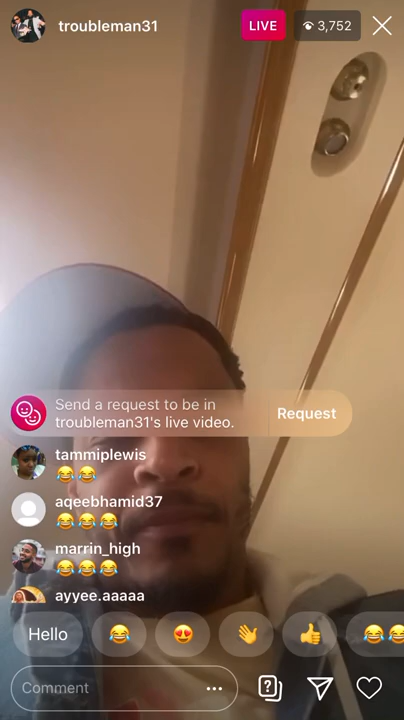 troubleman31
LIVE
3,752
Send a request to be in
troubleman31's live video.
Request
tammiplewis
😂😂
aqeebhamid37
😂😂😂
marrin_high
😂😂😂
ayyee.aaaaa
Hello 😂 😍 👋 👍 😂😂
Comment